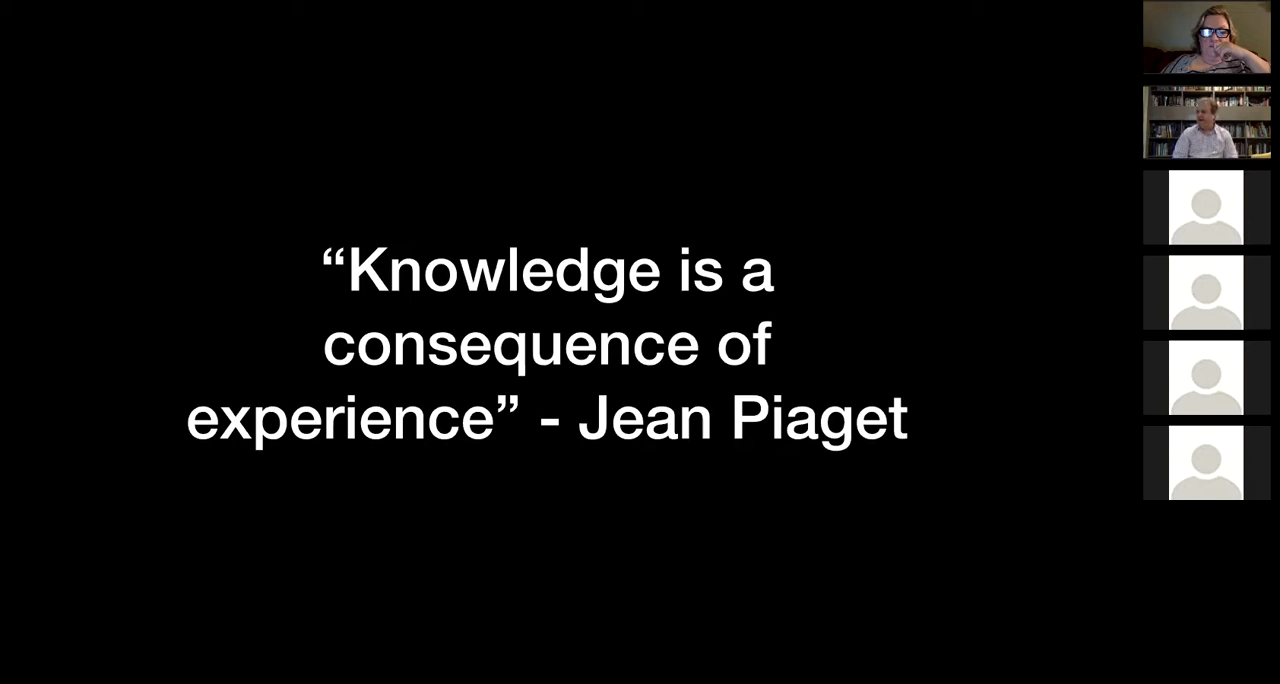 “Knowledge is a
consequence of
experience” - Jean Piaget